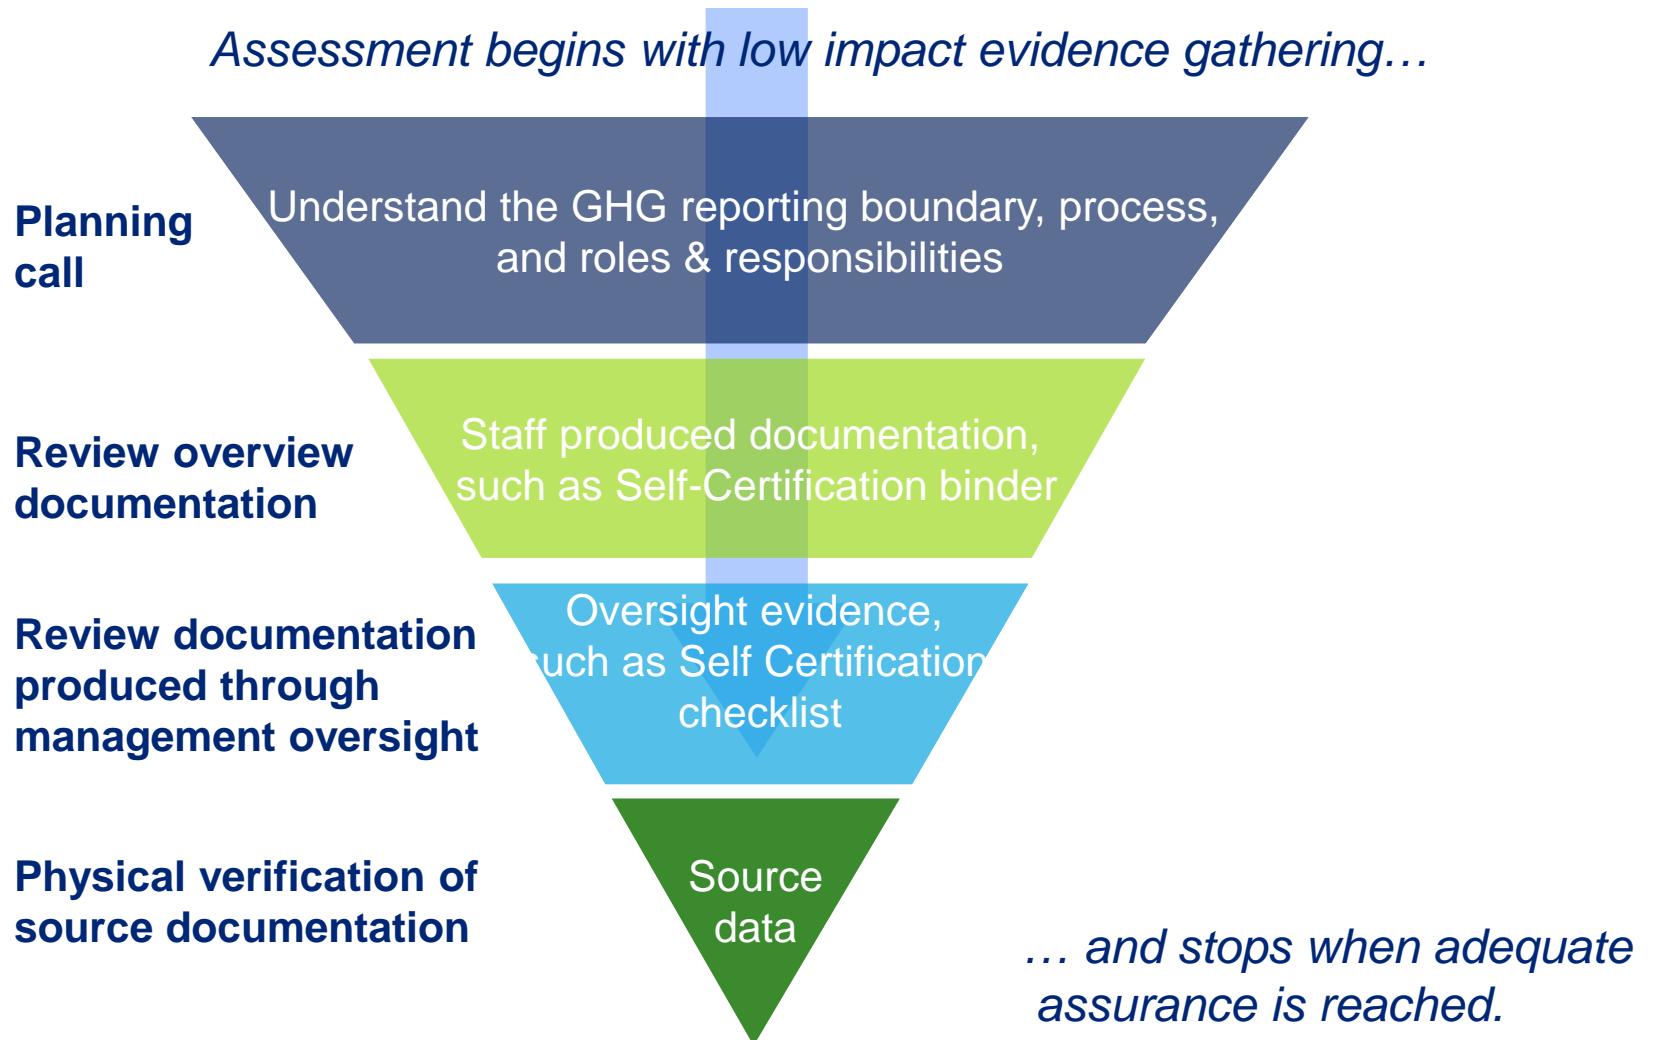 Assessment begins with low impact evidence gathering…
Planning
call
Understand the GHG reporting boundary, process,
and roles & responsibilities
Review overview
documentation
Staff produced documentation,
such as Self-Certification binder
Review documentation
produced through
management oversight
Oversight evidence,
such as Self Certification
checklist
Physical verification of
source documentation
Source
data
… and stops when adequate
assurance is reached.